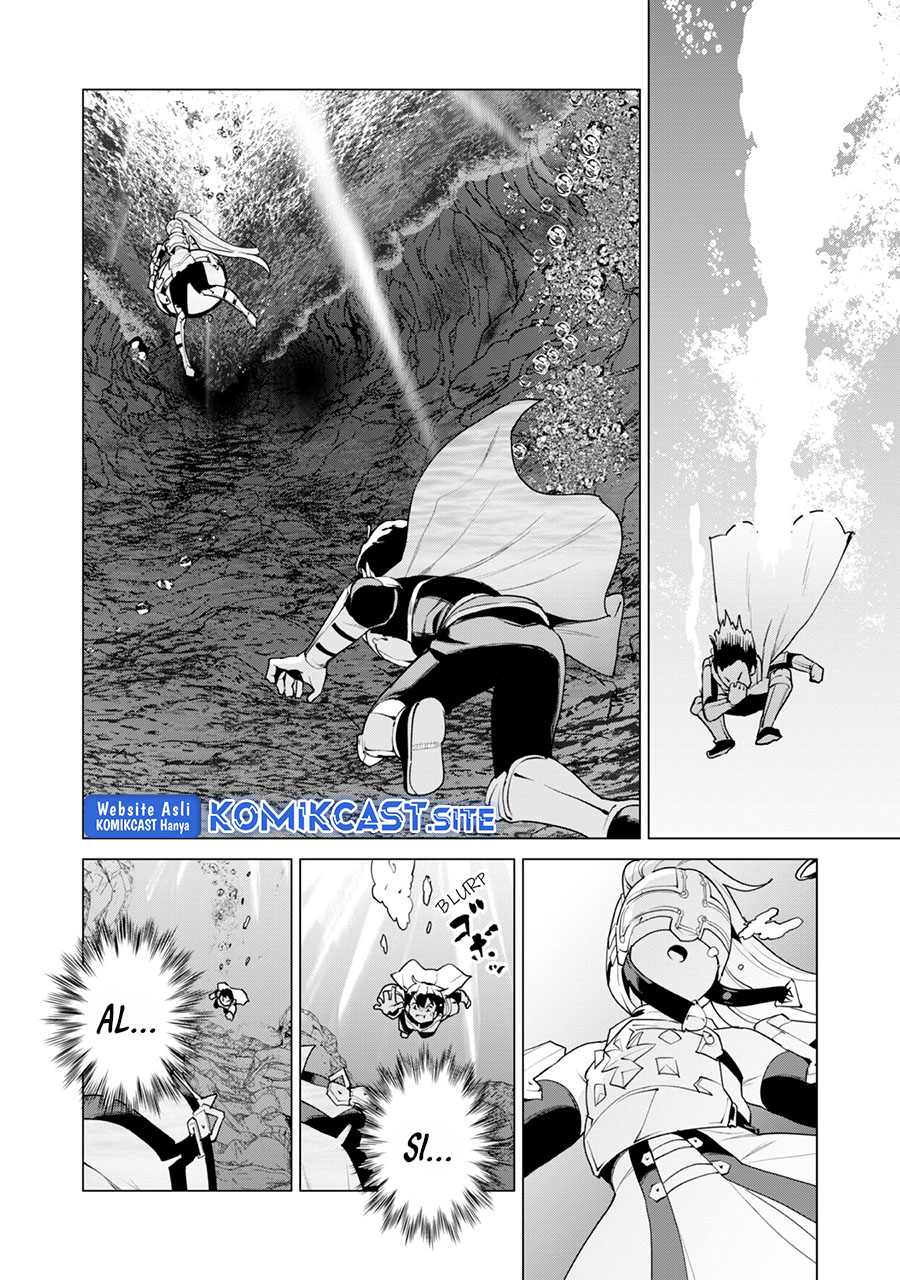 Website Asli
KOMIKCAST Hanya
KOMIKCAST.SITE
BLURP
ゴボッ
SI...
AL...